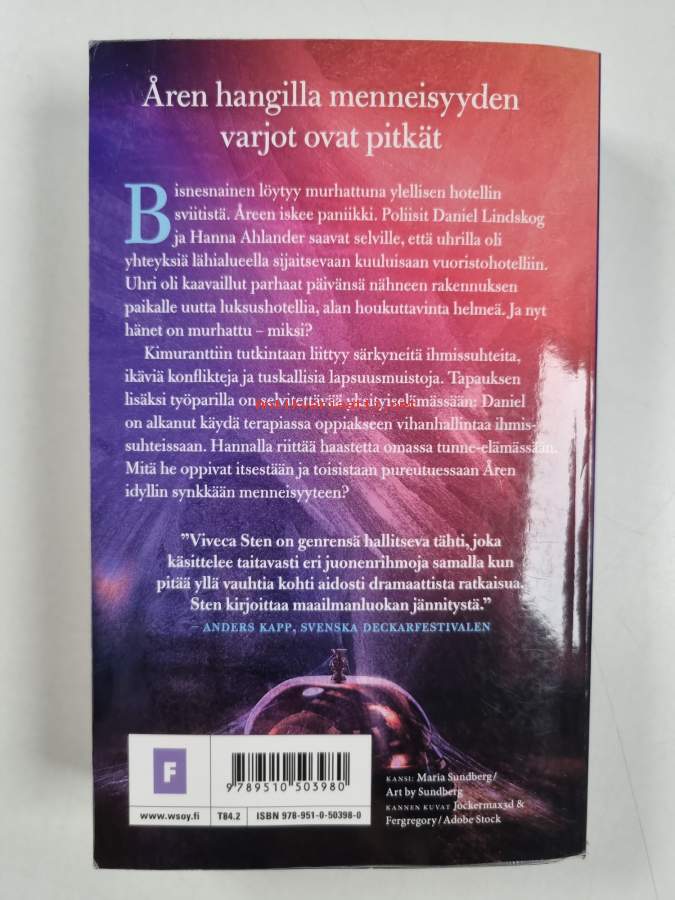 Åren hangilla menneisyyden
varjot ovat pitkät
Bisnesnainen löytyy murhattuna ylellisen hotellin
sviitistä. Åreen iskee paniikki. Poliisit Daniel Lindskog
ja Hanna Ahlander saavat selville, että uhrilla oli
yhteyksiä lähialueella sijaitsevaan kuuluisaan vuoristohotelliin.
Uhri oli kaavaillut parhaat päivänsä nähneen rakennuksen
paikalle uutta luksushotellia, alan houkuttavinta helmeä. Ja nyt
hänet on murhattu – miksi?
Kimuranttiin tutkintaan liittyy särkyneitä ihmissuhteita,
ikäviä konflikteja ja tuskallisia lapsuusmuistoja. Tapauksen
lisäksi työparilla on selvitettävää yksityiselämässään: Daniel
on alkanut käydä terapiassa oppiakseen vihanhallintaa ihmis-
suhteissaan. Hannalla riittää haastetta omassa tunne-elämässään.
Mitä he oppivat itsestään ja toisistaan pureutuessaan Åren
idyllin synkkään menneisyyteen?
”Viveca Sten on genrensä hallitseva tähti, joka
käsittelee taitavasti eri juonenrihmoja samalla kun
pitää yllä vauhtia kohti aidosti dramaattista ratkaisua.
Sten kirjoittaa maailmanluokan jännitystä.”
– ANDERS KAPP, SVENSKA DECKARFESTIVALEN
F
9 789510 503980
www.wsoy.fi
T84.2
ISBN 978-951-0-50398-0
KANSI: Maria Sundberg/
Art by Sundberg
KANNEN KUVAT Jockermax3d &
Fergregory/Adobe Stock